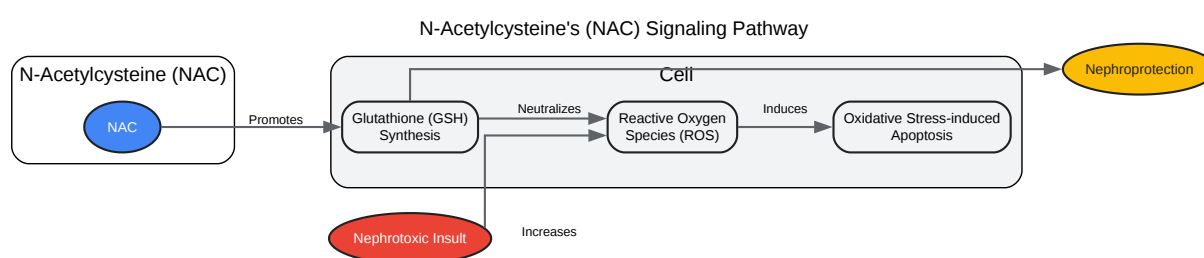 N-Acetylcysteine's (NAC) Signaling Pathway
N-Acetylcysteine (NAC)
Cell
Nephroprotection
NAC
Promotes
Glutathione (GSH)
Synthesis
Neutralizes
Reactive Oxygen
Species (ROS)
Induces
Oxidative Stress-induced
Apoptosis
Nephrotoxic Insult
Increases